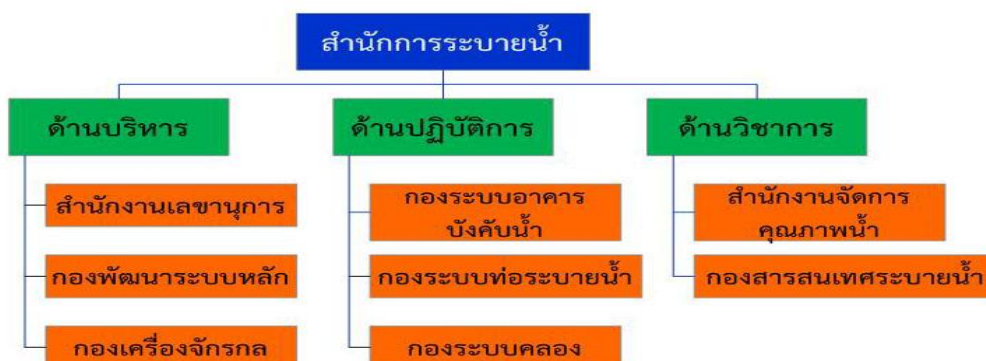 สำนักการระบายน้ำ
ด้านบริหาร
สำนักงานเลขานุการ
กองพัฒนาระบบหลัก
กองเครื่องจักรกล
ด้านปฏิบัติการ
กองระบบอาคาร
บังคับน้ำ
กองระบบท่อระบายน้ำ
กองระบบคลอง
ด้านวิชาการ
สำนักงานจัดการ
คุณภาพน้ำ
กองสารสนเทศระบายน้ำ